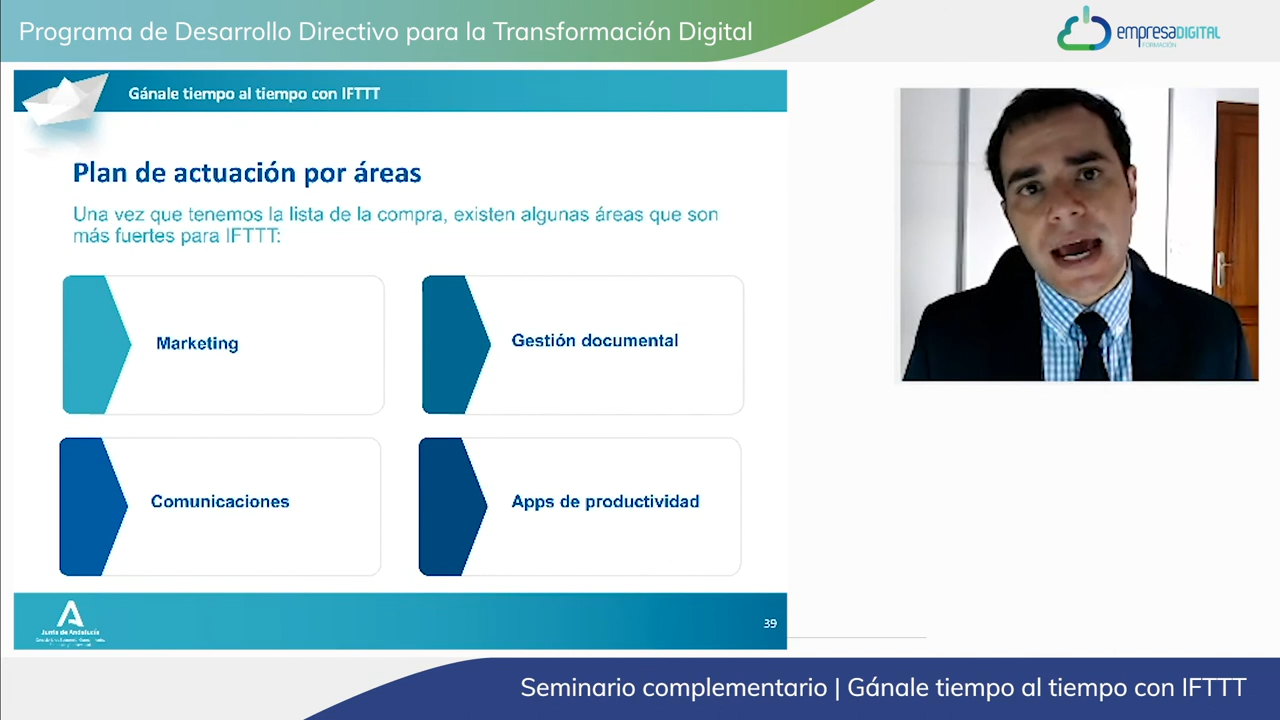 Programa de Desarrollo Directivo para la Transformación Digital
empresaDIGITAL
FORMACIÓN
Gánale tiempo al tiempo con IFTTT
Plan de actuación por áreas
Una vez que tenemos la lista de la compra, existen algunas áreas que son
más fuertes para IFTTT:
Marketing
Gestión documental
Comunicaciones
Apps de productividad
Junta de Andalucía
39
Seminario complementario | Gánale tiempo al tiempo con IFTTT